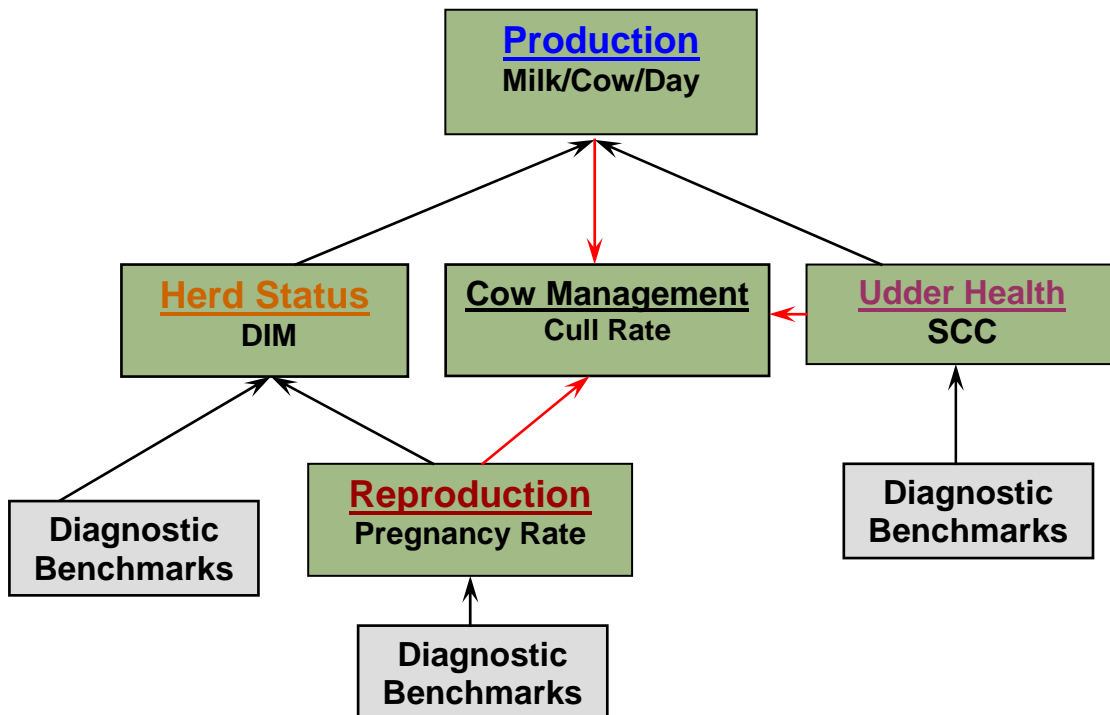 Production
Milk/Cow/Day
Herd Status
DIM
Cow Management
Cull Rate
Udder Health
SCC
Reproduction
Pregnancy Rate
Diagnostic
Benchmarks
Diagnostic
Benchmarks
Diagnostic
Benchmarks